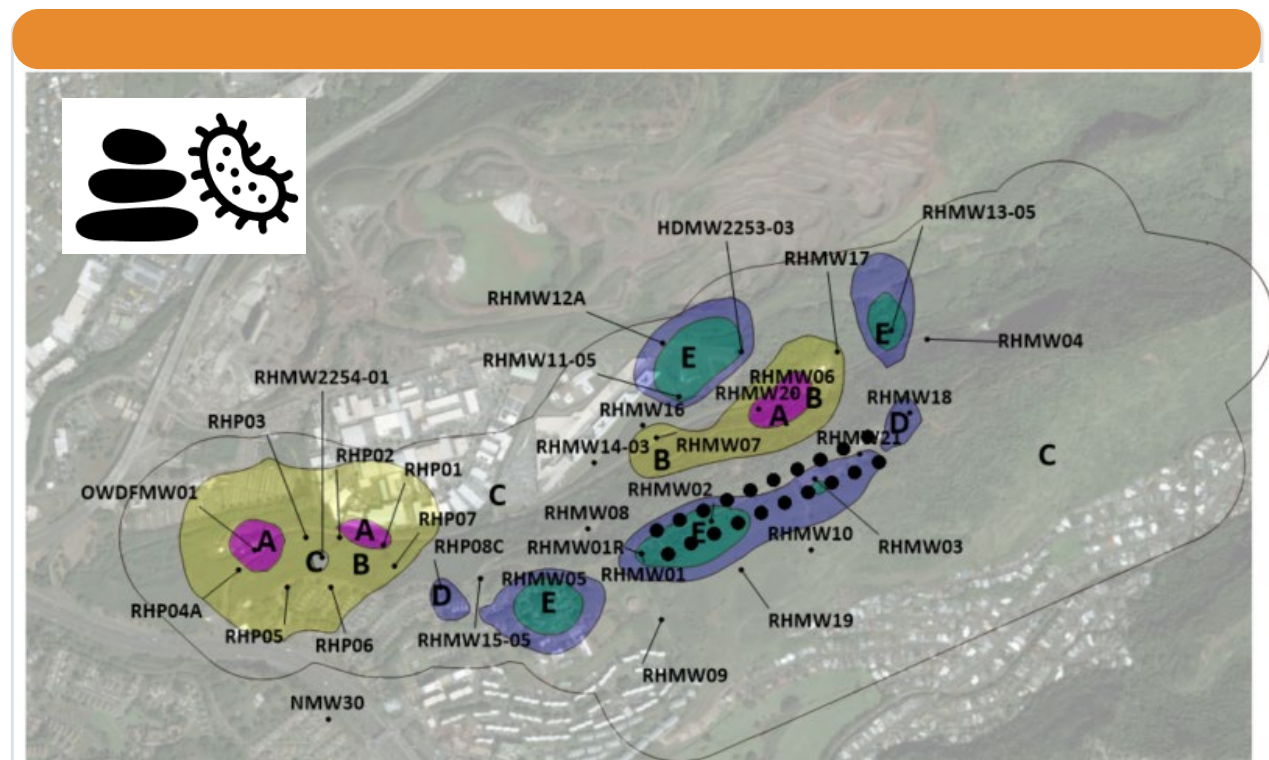 RHMW13-05
HDMW2253-03
RHMW17
RHMW12A
E
RHMW04
RHMW11-05
E
RHMW2254-01
RHMW06
RHMW20
B
RHMW18
RHMW16
A
RHP03
D
RHMW21
RHMW14-03
RHMW07
RHP02
B
C
RHP01
OWDFMW01
C
RHMW02
RHMW08
RHP07
A
A
E
RHMW10
RHMW03
RHP08C
RHMW01R
C
B
RHMW01
RHMW05
D
E
RHP04A
RHMW19
RHP05
RHP06
RHMW15-05
RHMW09
NMW30